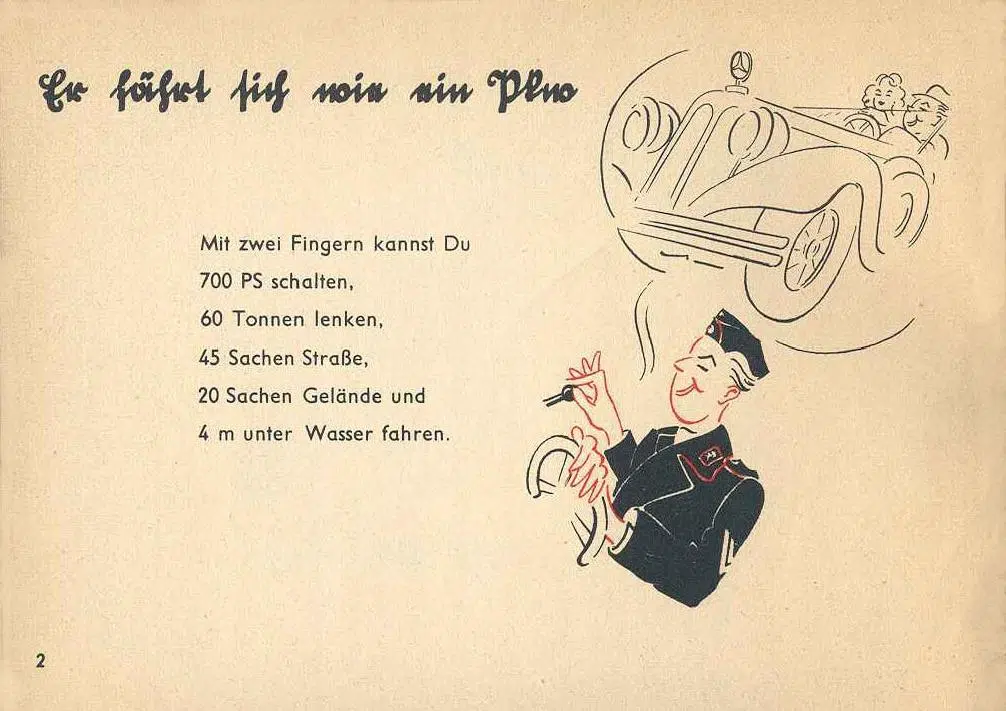 Er fährt sich wie ein Pkw
Mit zwei Fingern kannst Du
700 PS schalten,
60 Tonnen lenken,
45 Sachen Straße,
20 Sachen Gelände und
4 m unter Wasser fahren.
2